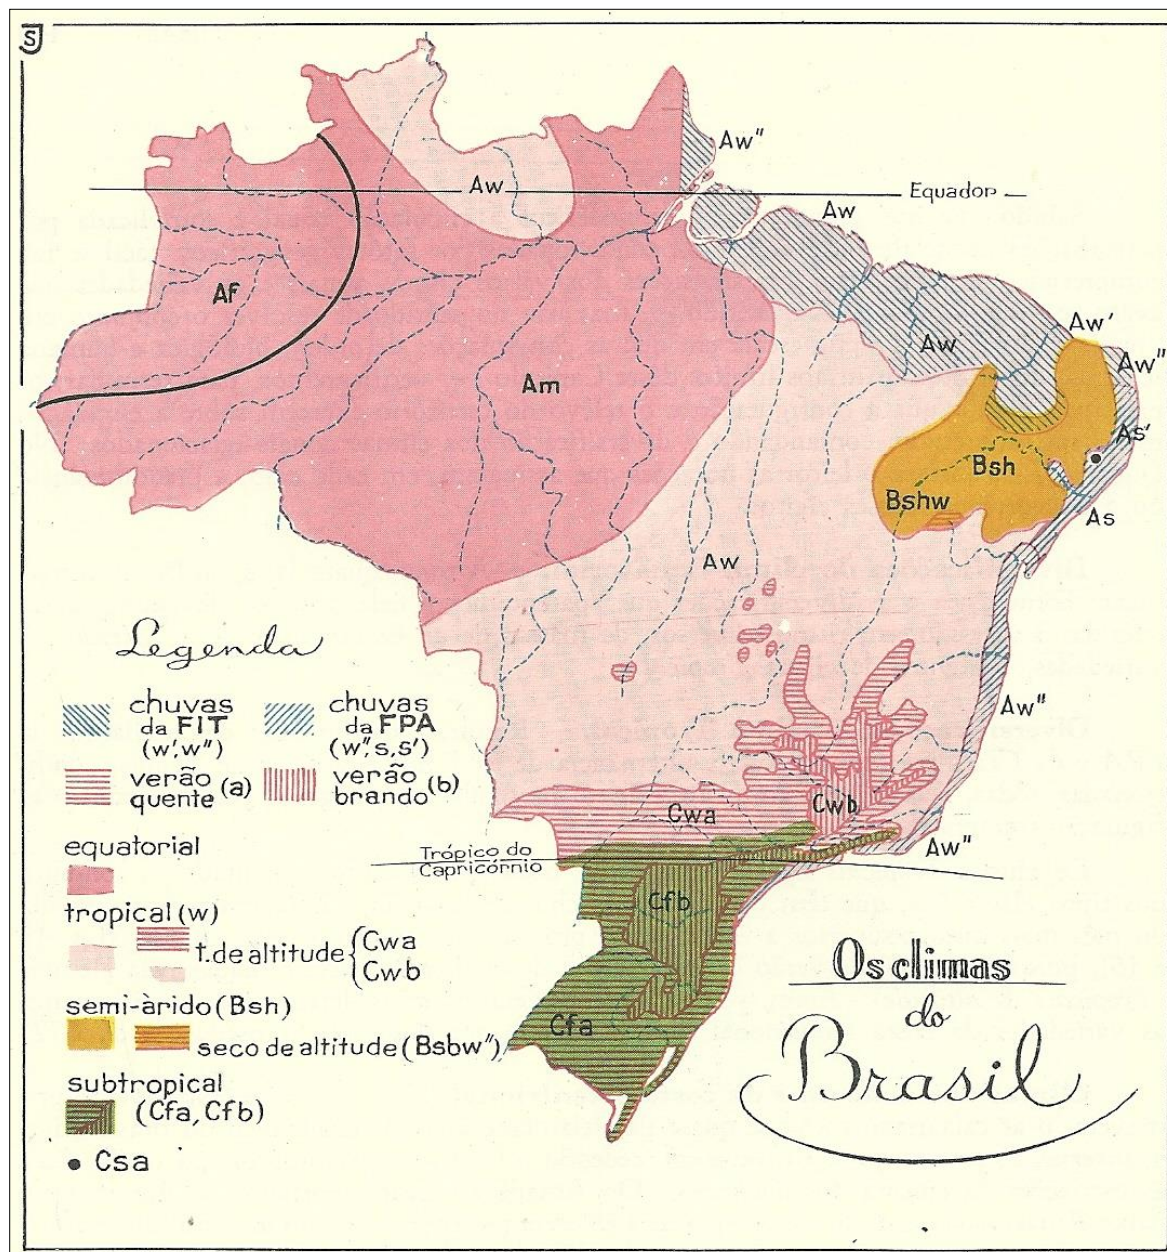 SJ
Aw"
Aw
Equador
Aw
Af
Aw
Aw'
Aw"
Am
As'
Bsh
Bshw
As
Aw
Legenda
chuvas da FIT (w', w")
chuvas da FPA (w", s, s')
verão quente (a)
verão brando (b)
Aw"
equatorial
Cwa
Cwb
Trópico do Capricórnio
Aw"
tropical (w)
t. de altitude { Cwa
Cwb
Cfb
semi-àrido (Bsh)
seco de altitude (Bsbw")
Cfa
subtropical
(Cfa, Cfb)
• Csa
Os climas
do
Brasil